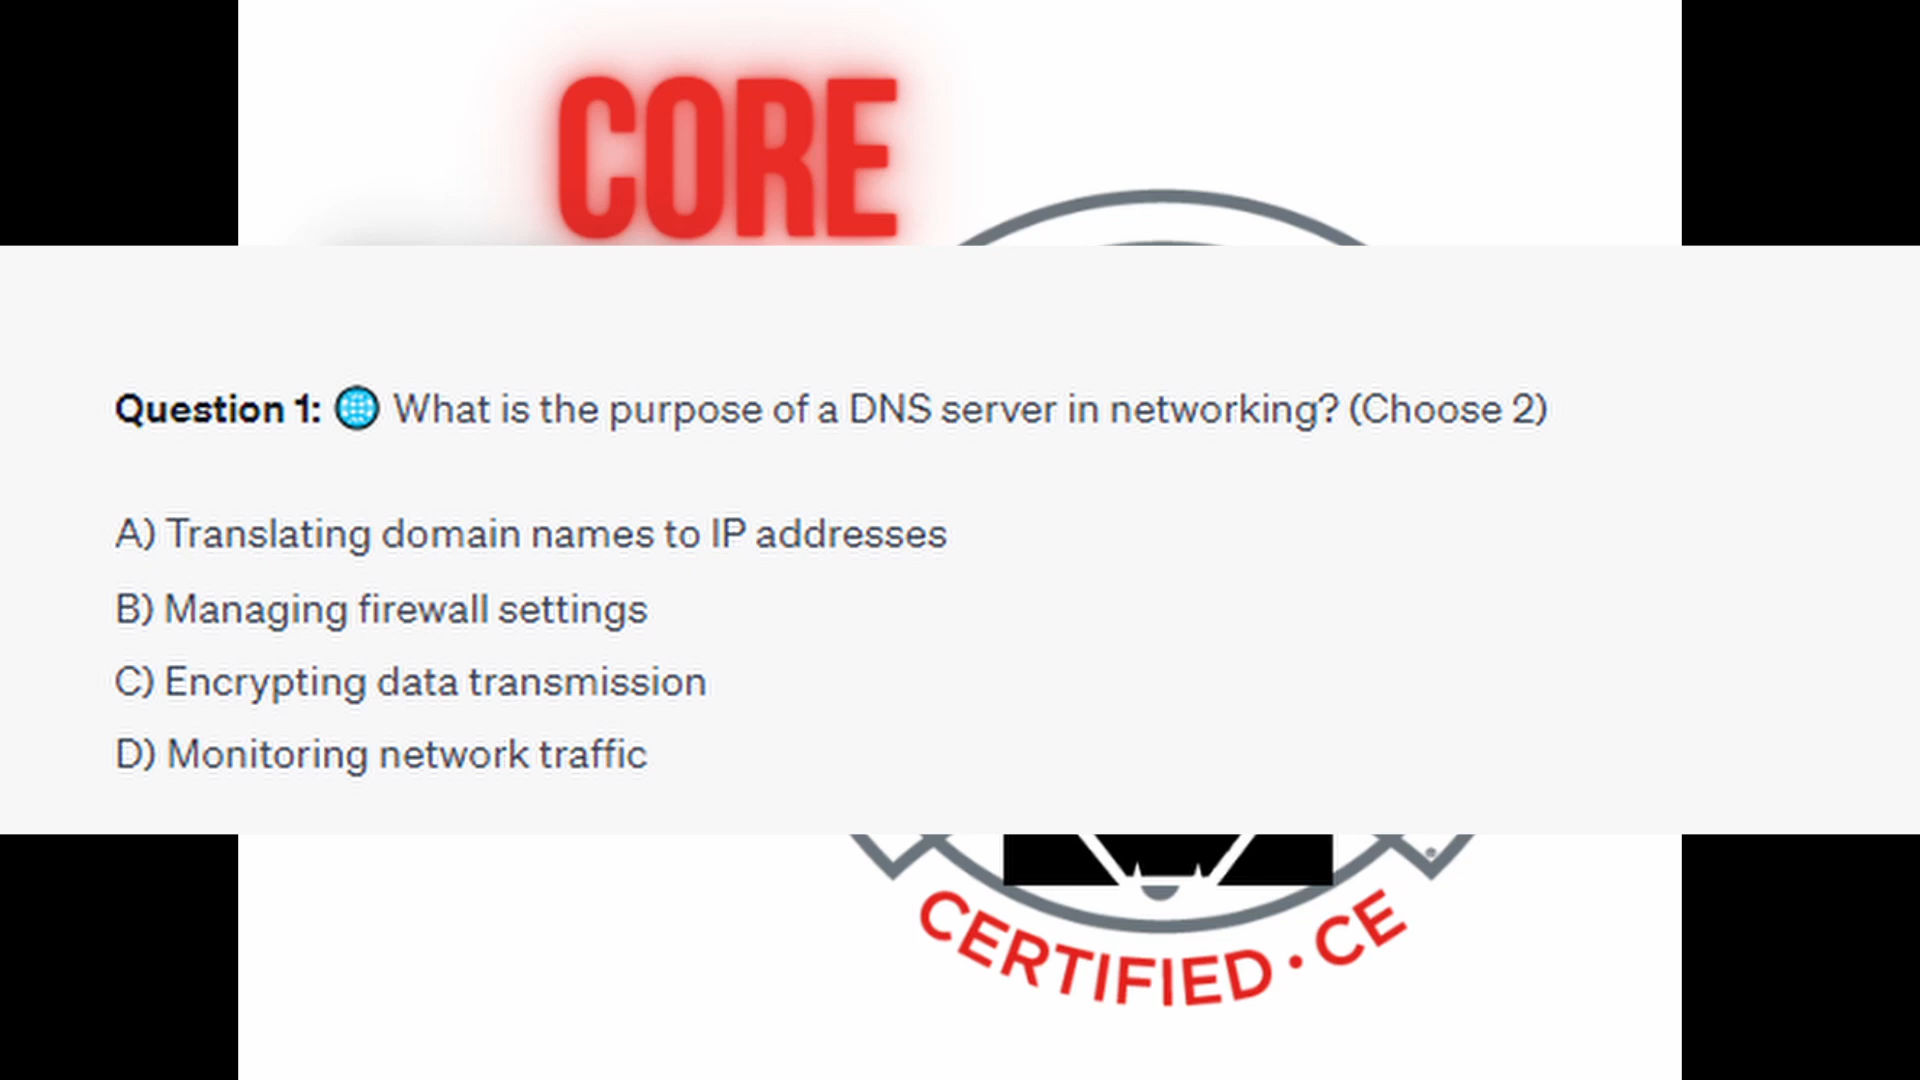 CORE
Question 1: 🌐 What is the purpose of a DNS server in networking? (Choose 2)
A) Translating domain names to IP addresses
B) Managing firewall settings
C) Encrypting data transmission
D) Monitoring network traffic
CERTIFIED · CE